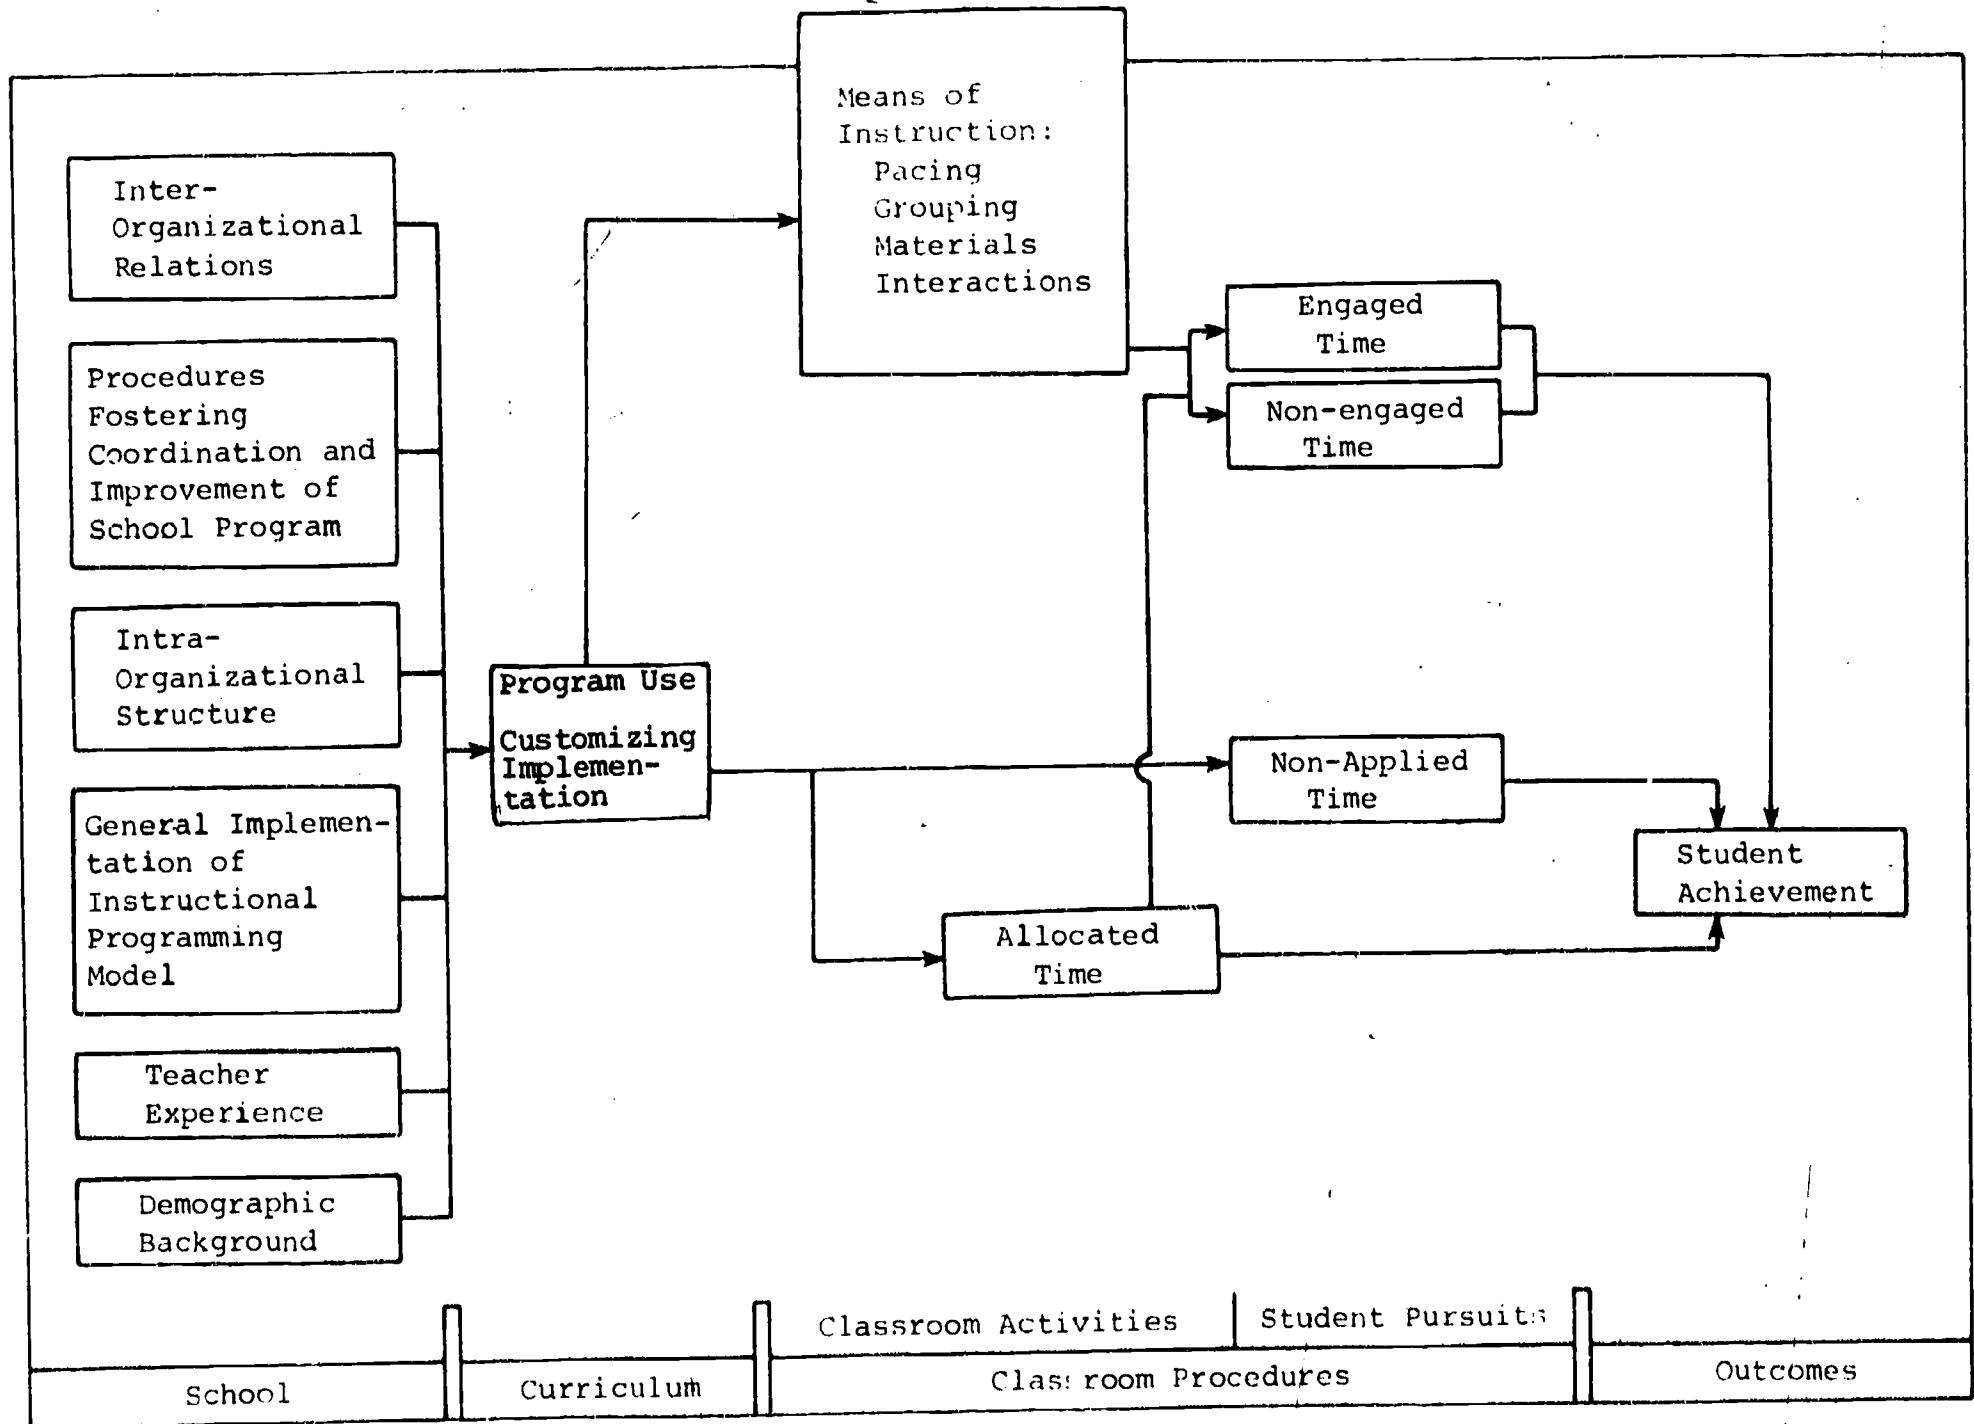 Means of
Instruction:
Pacing
Grouping
Materials
Interactions
Inter-
Organizational
Relations
Procedures
Fostering
Coordination and
Improvement of
School Program
Intra-
Organizational
Structure
General Implemen-
tation of
Instructional
Programming
Model
Teacher
Experience
Demographic
Background
Program Use
Customizing
Implemen-
tation
Engaged
Time
Non-engaged
Time
Non-Applied
Time
Allocated
Time
Student
Achievement
Classroom Activities
Student Pursuits
School
Curriculum
Classroom Procedures
Outcomes